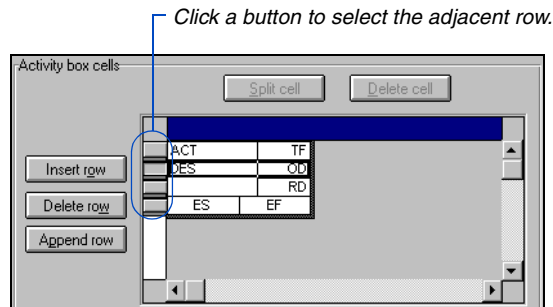 Click a button to select the adjacent row.
Activity box cells
Split cell Delete cell
ACT TF
Insert row DES OD
RD
Delete row ES EF
Append row